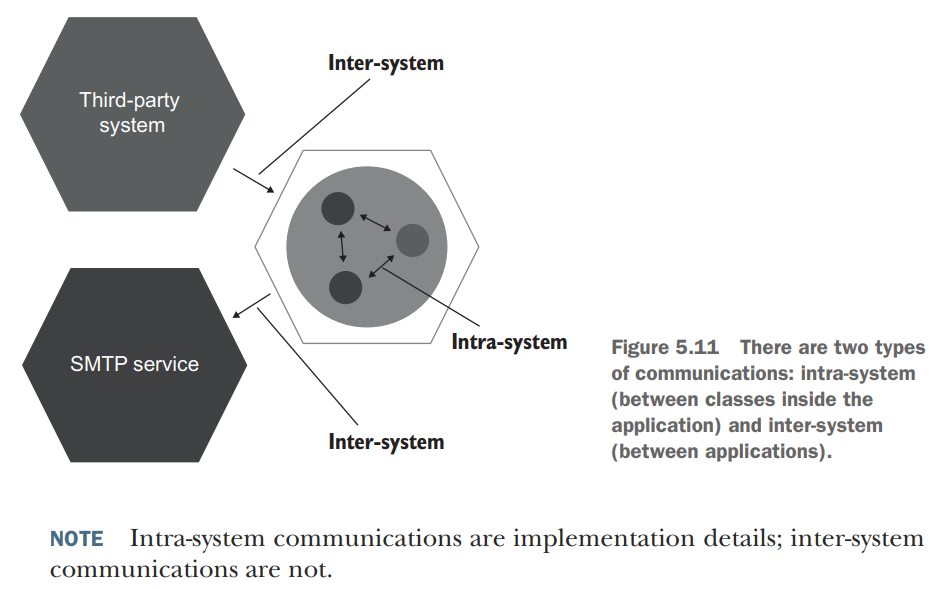 Inter-system
Third-party
system
SMTP service
Intra-system
Inter-system
Figure 5.11 There are two types
of communications: intra-system
(between classes inside the
application) and inter-system
(between applications).
NOTE Intra-system communications are implementation details; inter-system
communications are not.